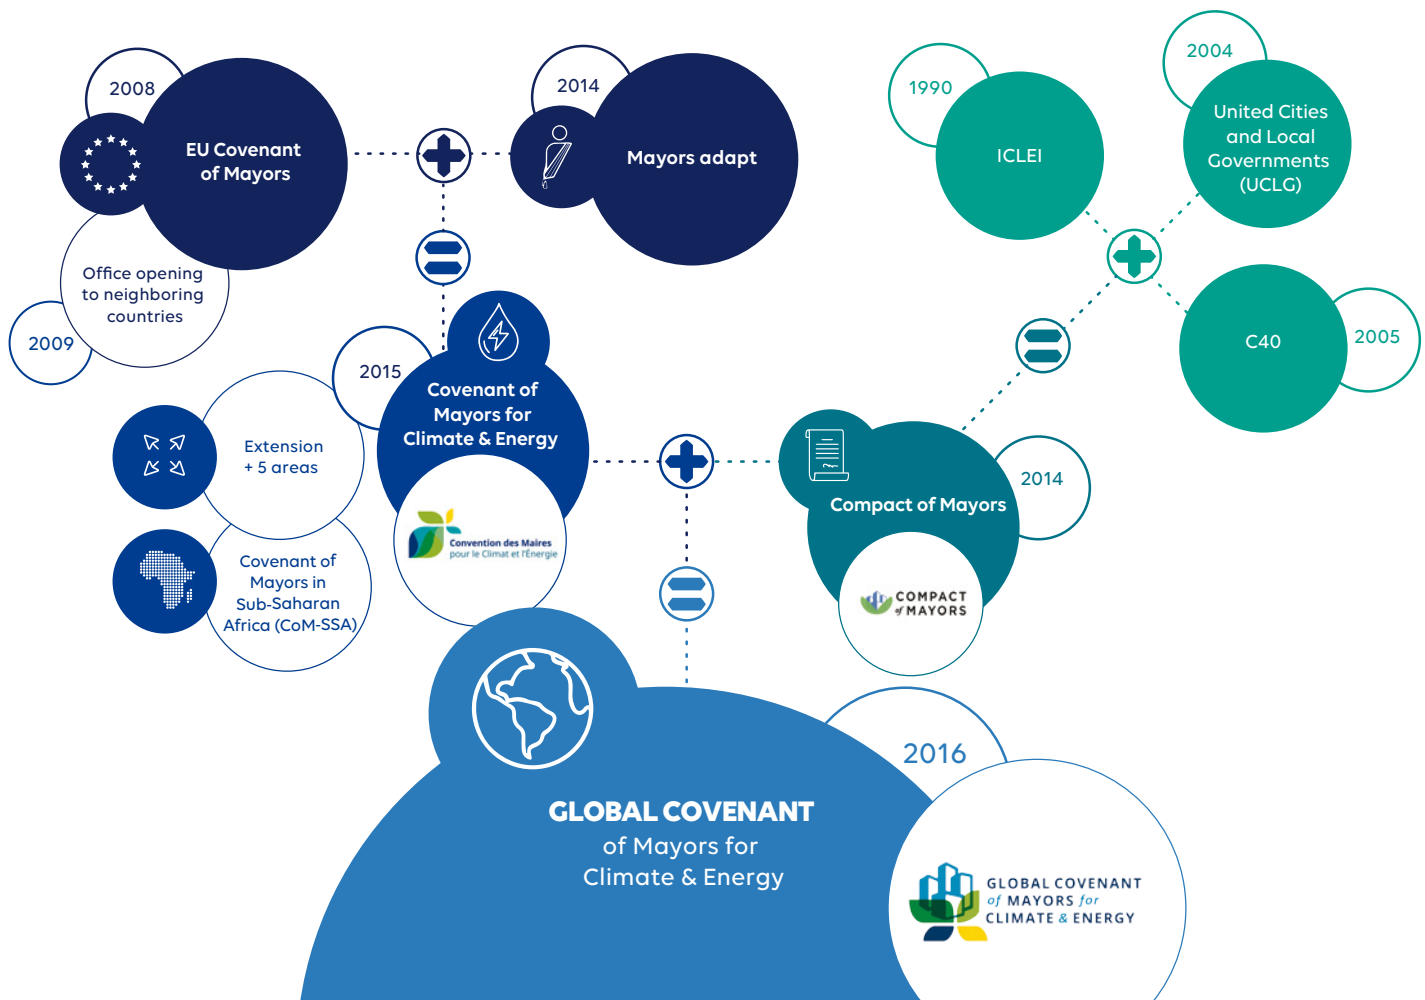 2008
EU Covenant
of Mayors
Office opening
to neighboring
countries
2009
2014
Mayors adapt
1990
ICLEI
2004
United Cities
and Local
Governments
(UCLG)
C40
2005
2015
Covenant of
Mayors for
Climate & Energy
Convention des Maires
pour le Climat et l'Énergie
Extension
+ 5 areas
Covenant of
Mayors in
Sub-Saharan
Africa (CoM-SSA)
Compact of Mayors
2014
COMPACT
of MAYORS
GLOBAL COVENANT
of Mayors for
Climate & Energy
2016
GLOBAL COVENANT
of MAYORS for
CLIMATE & ENERGY